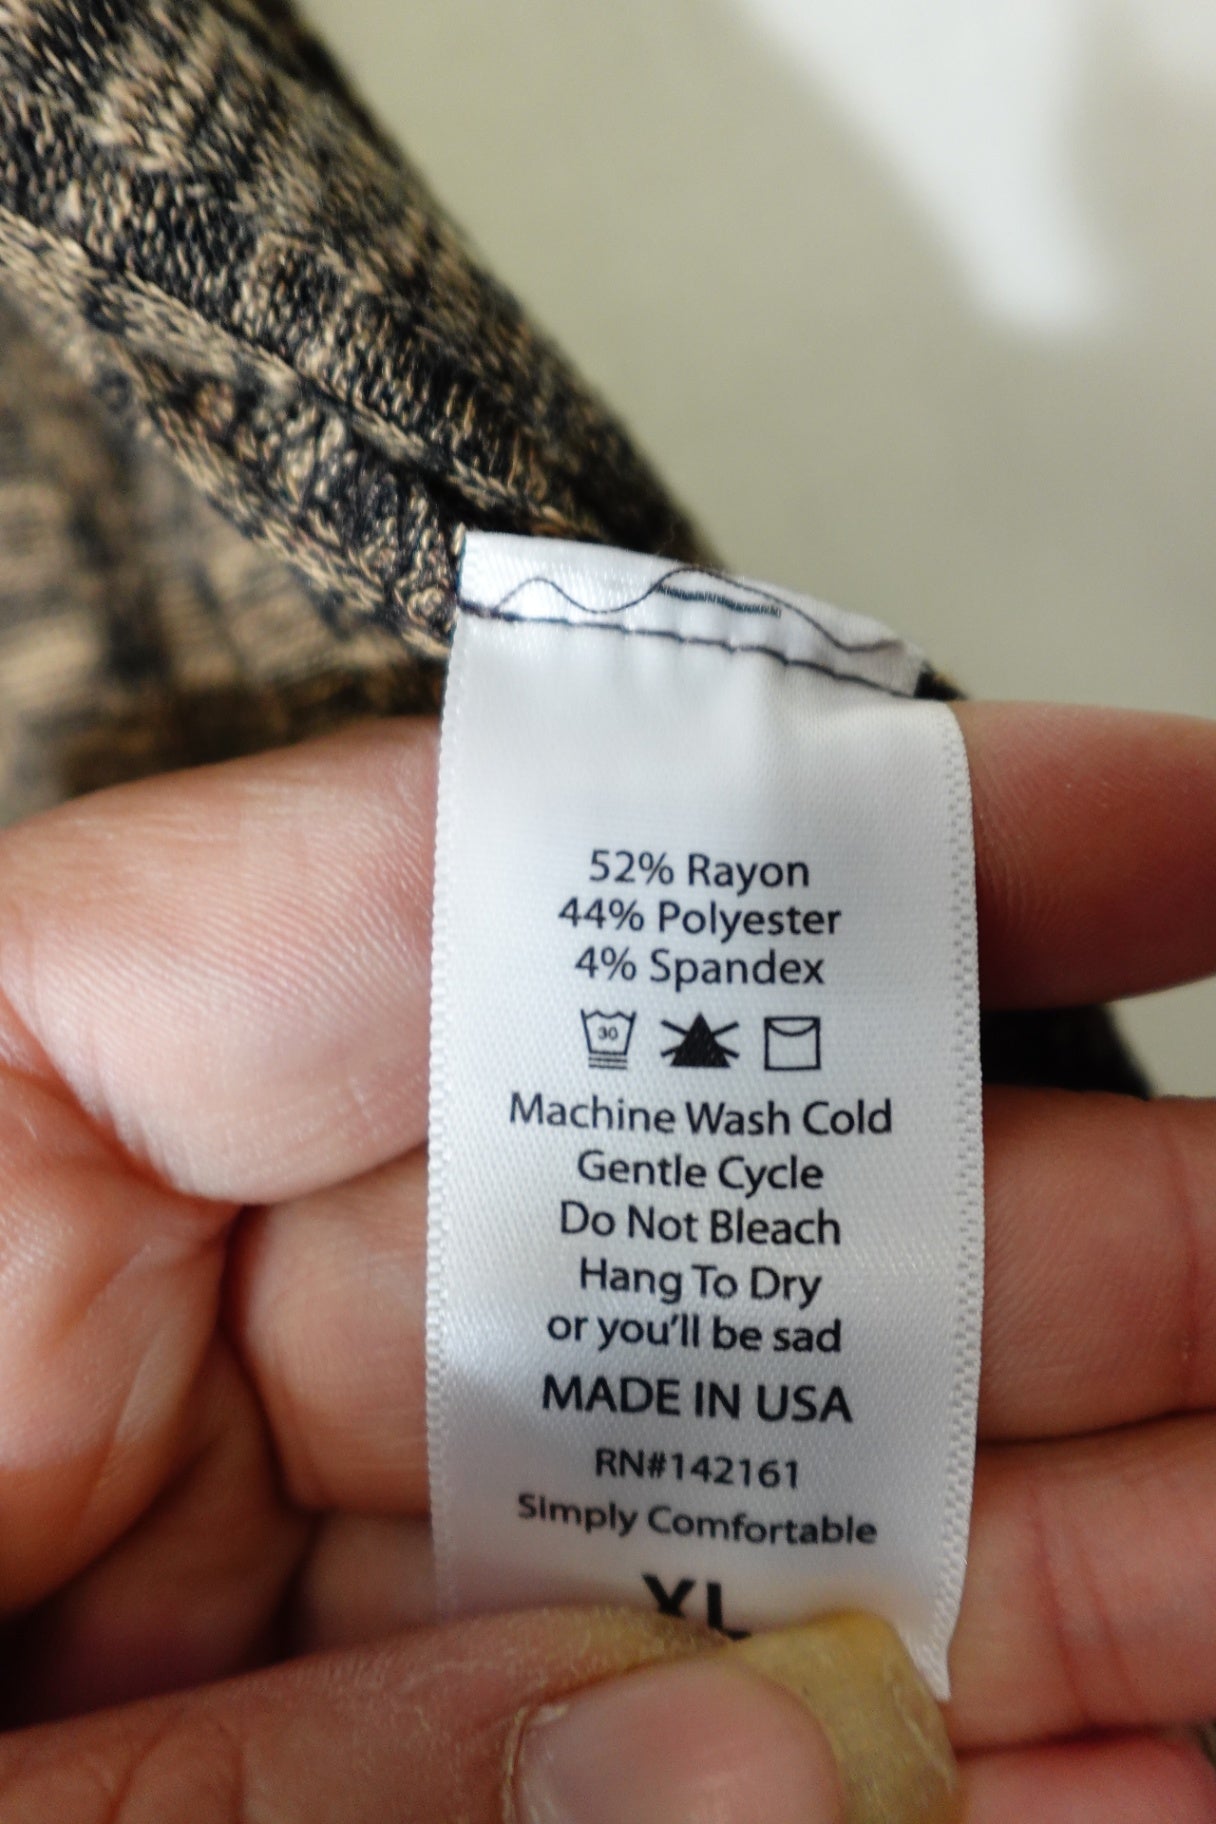 52% Rayon
44% Polyester
4% Spandex
30
Machine Wash Cold
Gentle Cycle
Do Not Bleach
Hang To Dry
or you'll be sad
MADE IN USA
RN#142161
Simply Comfortable
XL